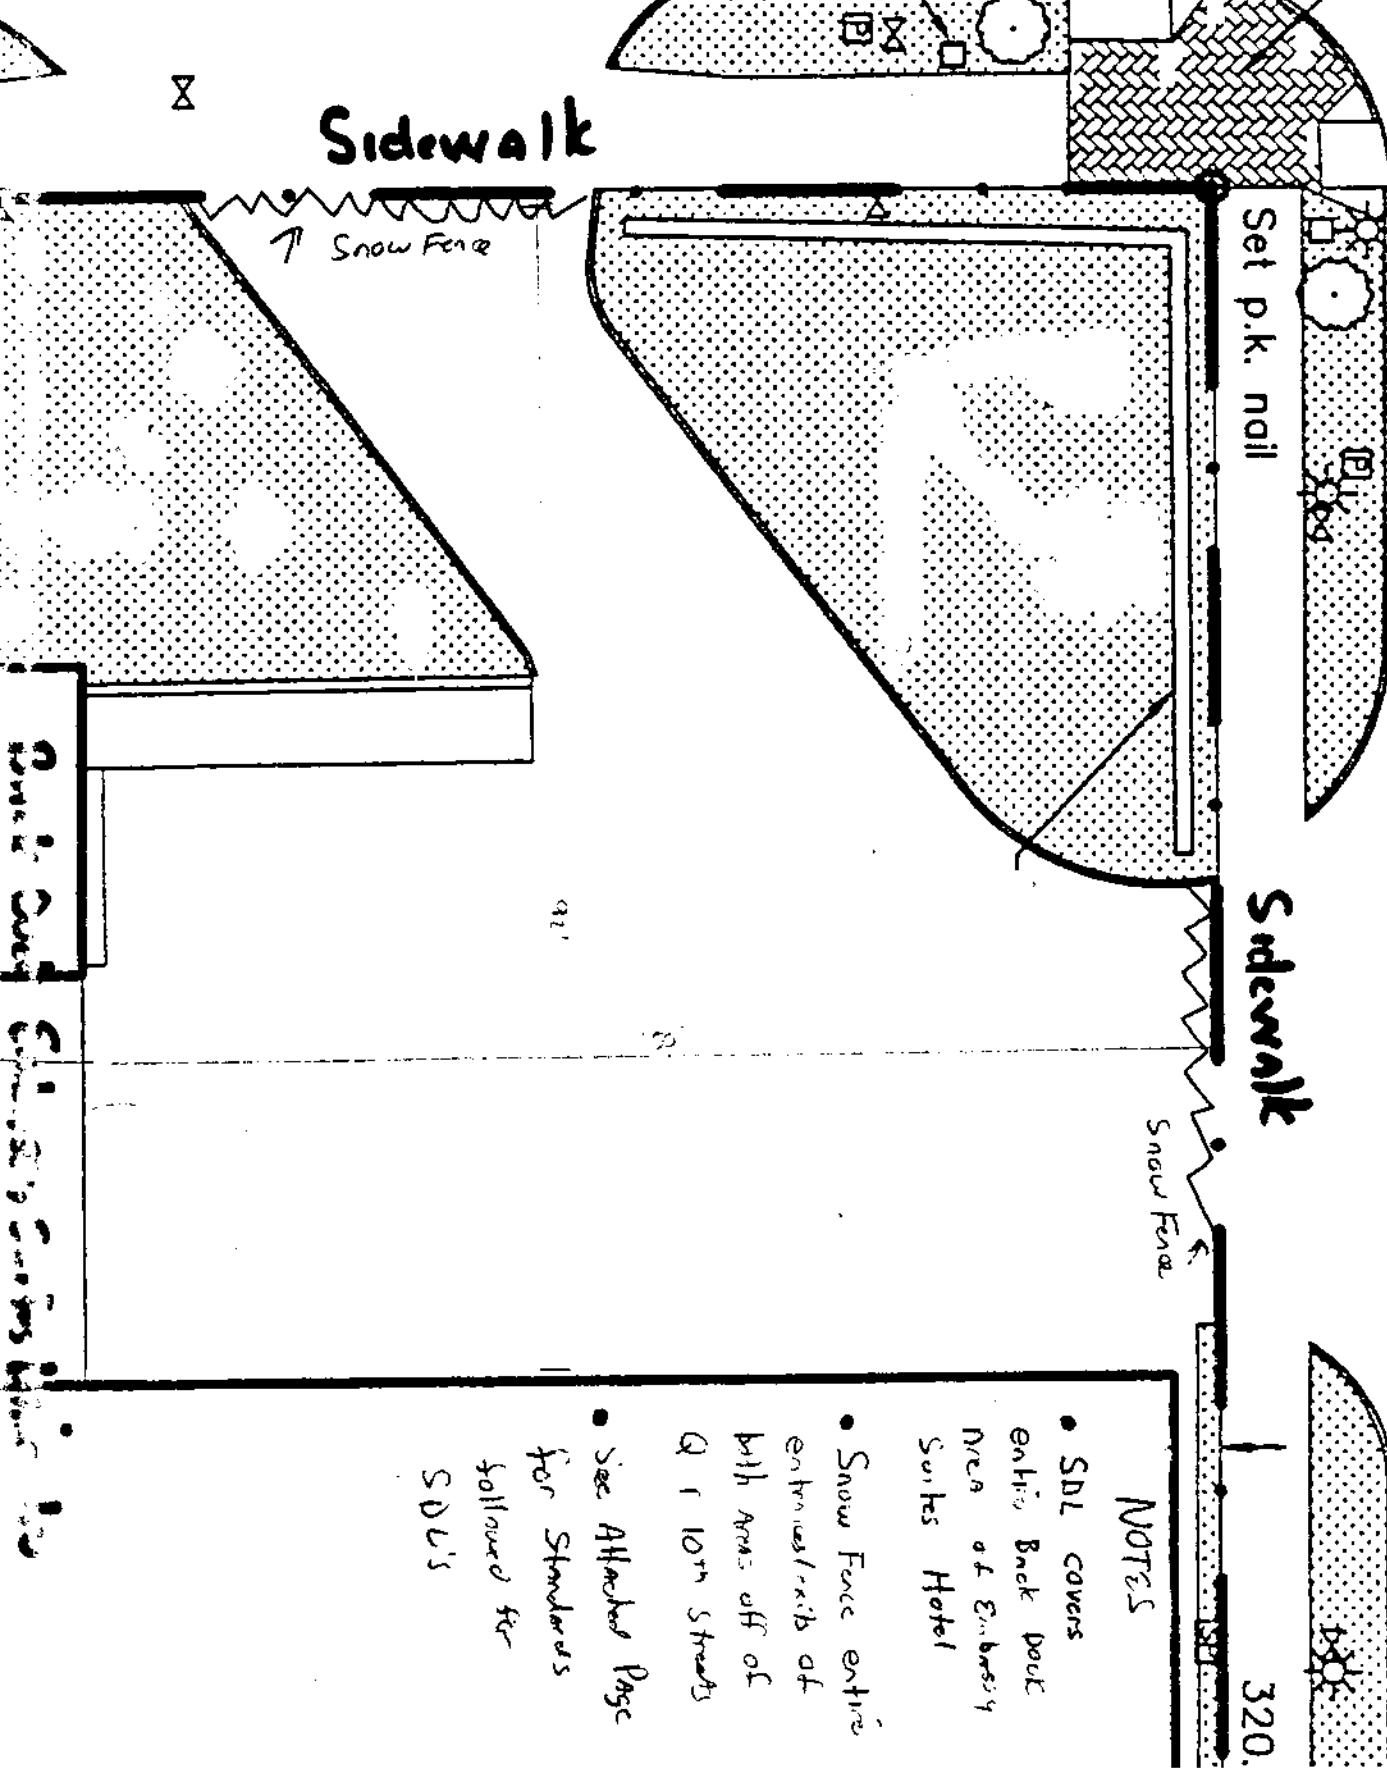 Sidewalk
Snow Fence
Set p.k. nail
Sidewalk
Snow Fence
92'
320.
NOTES
• SDL covers
entire Back Dock
Area of Embassy
Suites Hotel
• Snow Fence entire
entrances/exits of
both Areas off of
Q & 10th Streets
• See Attached Page
for Standards
followed for
SDL's
P
P